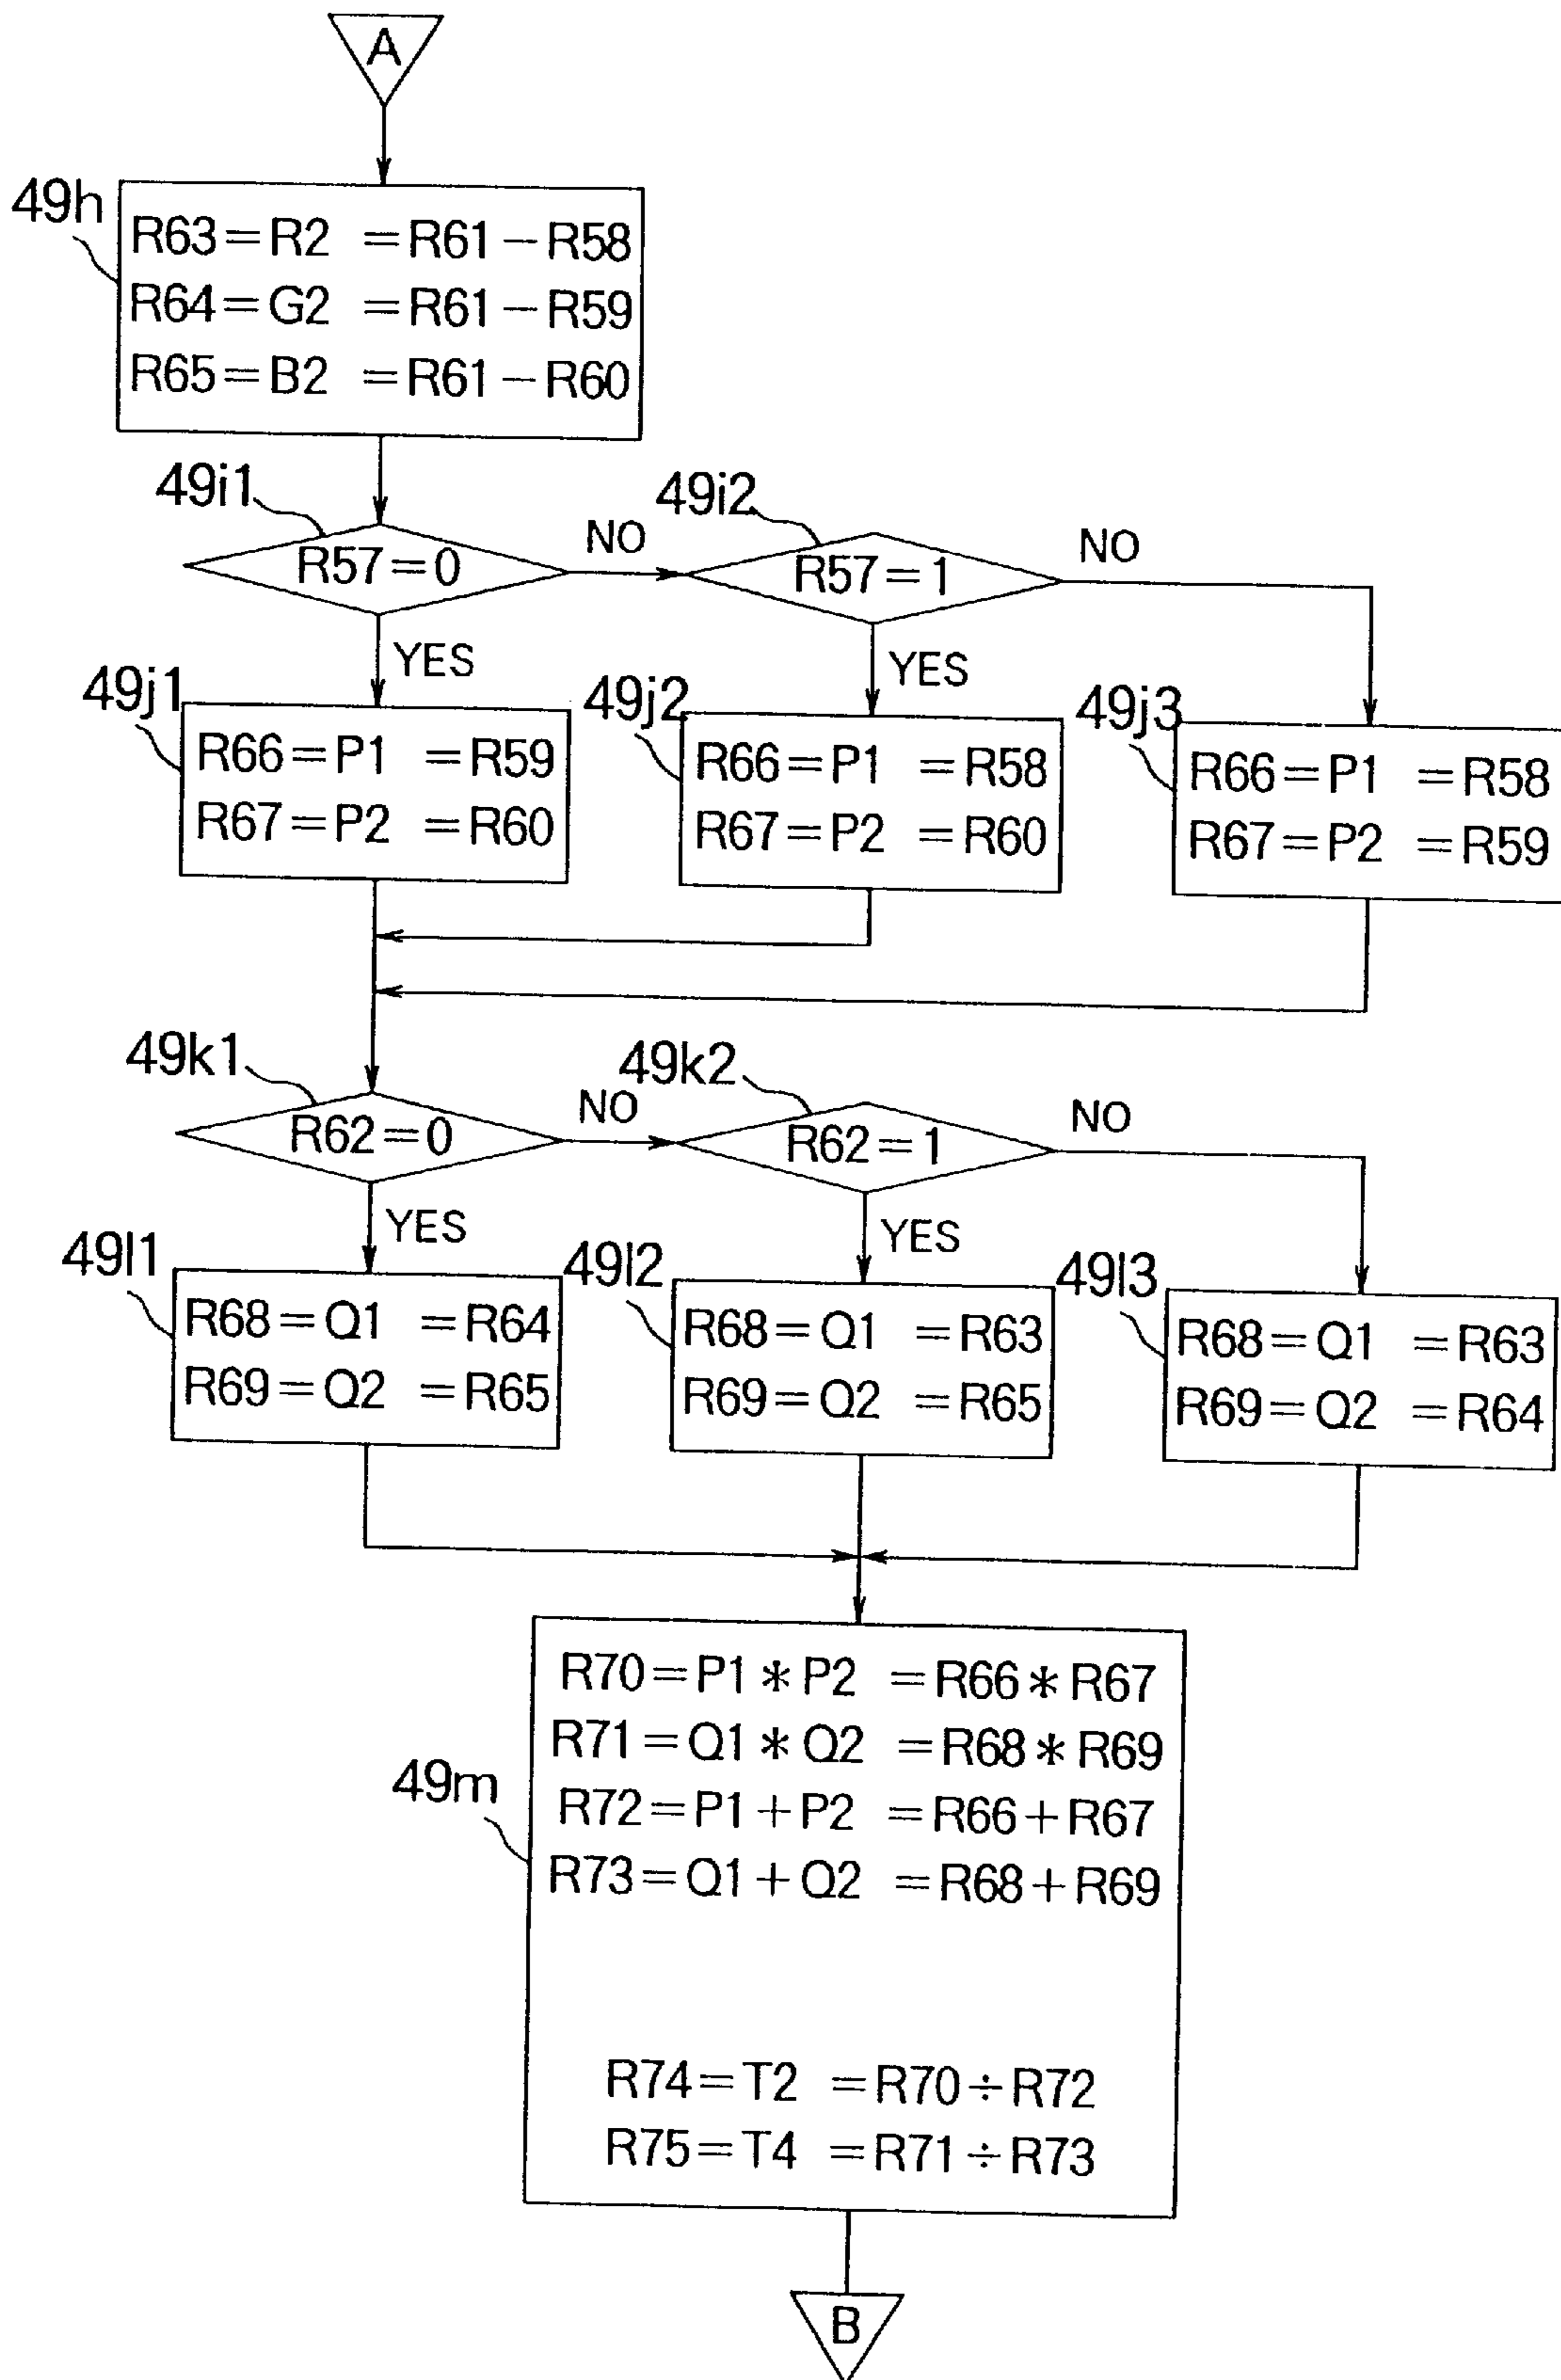 A
49h
R63=R2 =R61-R58
R64=G2 =R61-R59
R65=B2 =R61-R60
49i1
R57=0
NO
49i2
R57=1
NO
YES
YES
49j1
R66=P1 =R59
R67=P2 =R60
49j2
R66=P1 =R58
R67=P2 =R60
49j3
R66=P1 =R58
R67=P2 =R59
49k1
R62=0
NO
49k2
R62=1
NO
YES
YES
49l1
R68=Q1 =R64
R69=Q2 =R65
49l2
R68=Q1 =R63
R69=Q2 =R65
49l3
R68=Q1 =R63
R69=Q2 =R64
49m
R70=P1*P2 =R66*R67
R71=Q1*Q2 =R68*R69
R72=P1+P2 =R66+R67
R73=Q1+Q2 =R68+R69
R74=T2 =R70÷R72
R75=T4 =R71÷R73
B